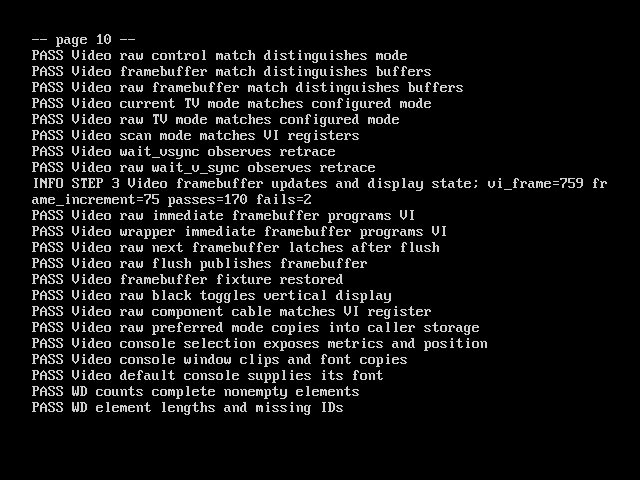 -- page 10 --
PASS Video raw control match distinguishes mode
PASS Video framebuffer match distinguishes buffers
PASS Video raw framebuffer match distinguishes buffers
PASS Video current TV mode matches configured mode
PASS Video raw TV mode matches configured mode
PASS Video scan mode matches VI registers
PASS Video wait_vsync observes retrace
PASS Video raw wait_v_sync observes retrace
INFO STEP 3 Video framebuffer updates and display state; vi_frame=759 fr
ame_increment=75 passes=170 fails=2
PASS Video raw immediate framebuffer programs VI
PASS Video wrapper immediate framebuffer programs VI
PASS Video raw next framebuffer latches after flush
PASS Video raw flush publishes framebuffer
PASS Video framebuffer fixture restored
PASS Video raw black toggles vertical display
PASS Video raw component cable matches VI register
PASS Video raw preferred mode copies into caller storage
PASS Video console selection exposes metrics and position
PASS Video console window clips and font copies
PASS Video default console supplies its font
PASS WD counts complete nonempty elements
PASS WD element lengths and missing IDs